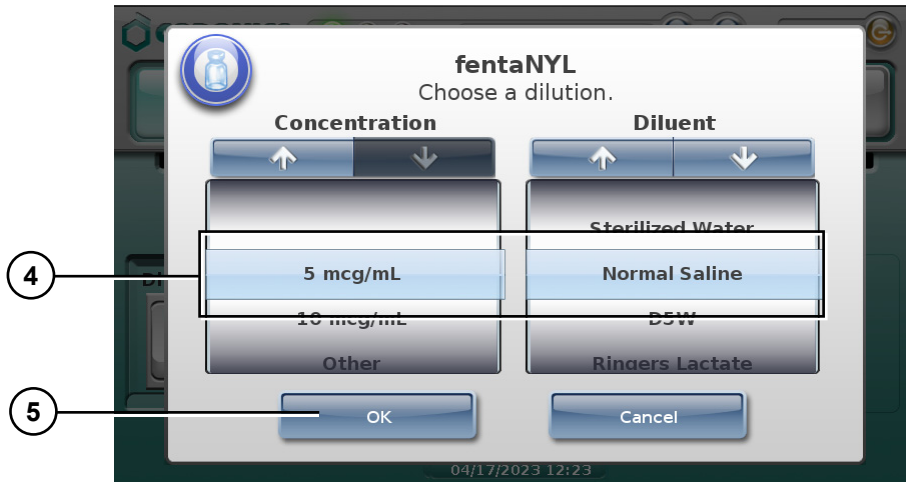 fentaNYL
Choose a dilution.
Concentration
Diluent
Sterilized Water
4
5 mcg/mL
Normal Saline
10 mcg/mL
D5W
Other
Ringers Lactate
5
OK
Cancel
04/17/2023 12:23